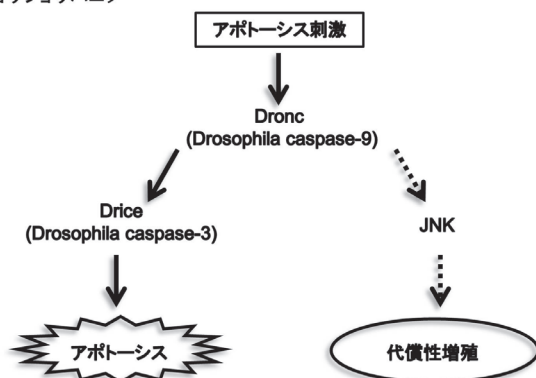 アポトーシス刺激
Dronc
(Drosophila caspase-9)
Drice
(Drosophila caspase-3)
JNK
アポトーシス
代償性増殖